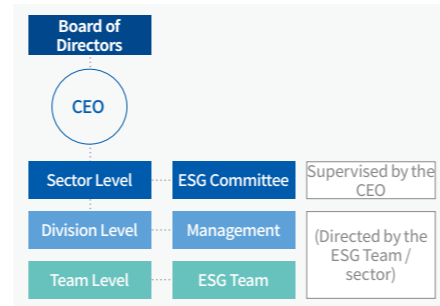 Board of
Directors
CEO
Sector Level
ESG Committee
Supervised by the
CEO
Division Level
Management
(Directed by the
ESG Team /
sector)
Team Level
ESG Team